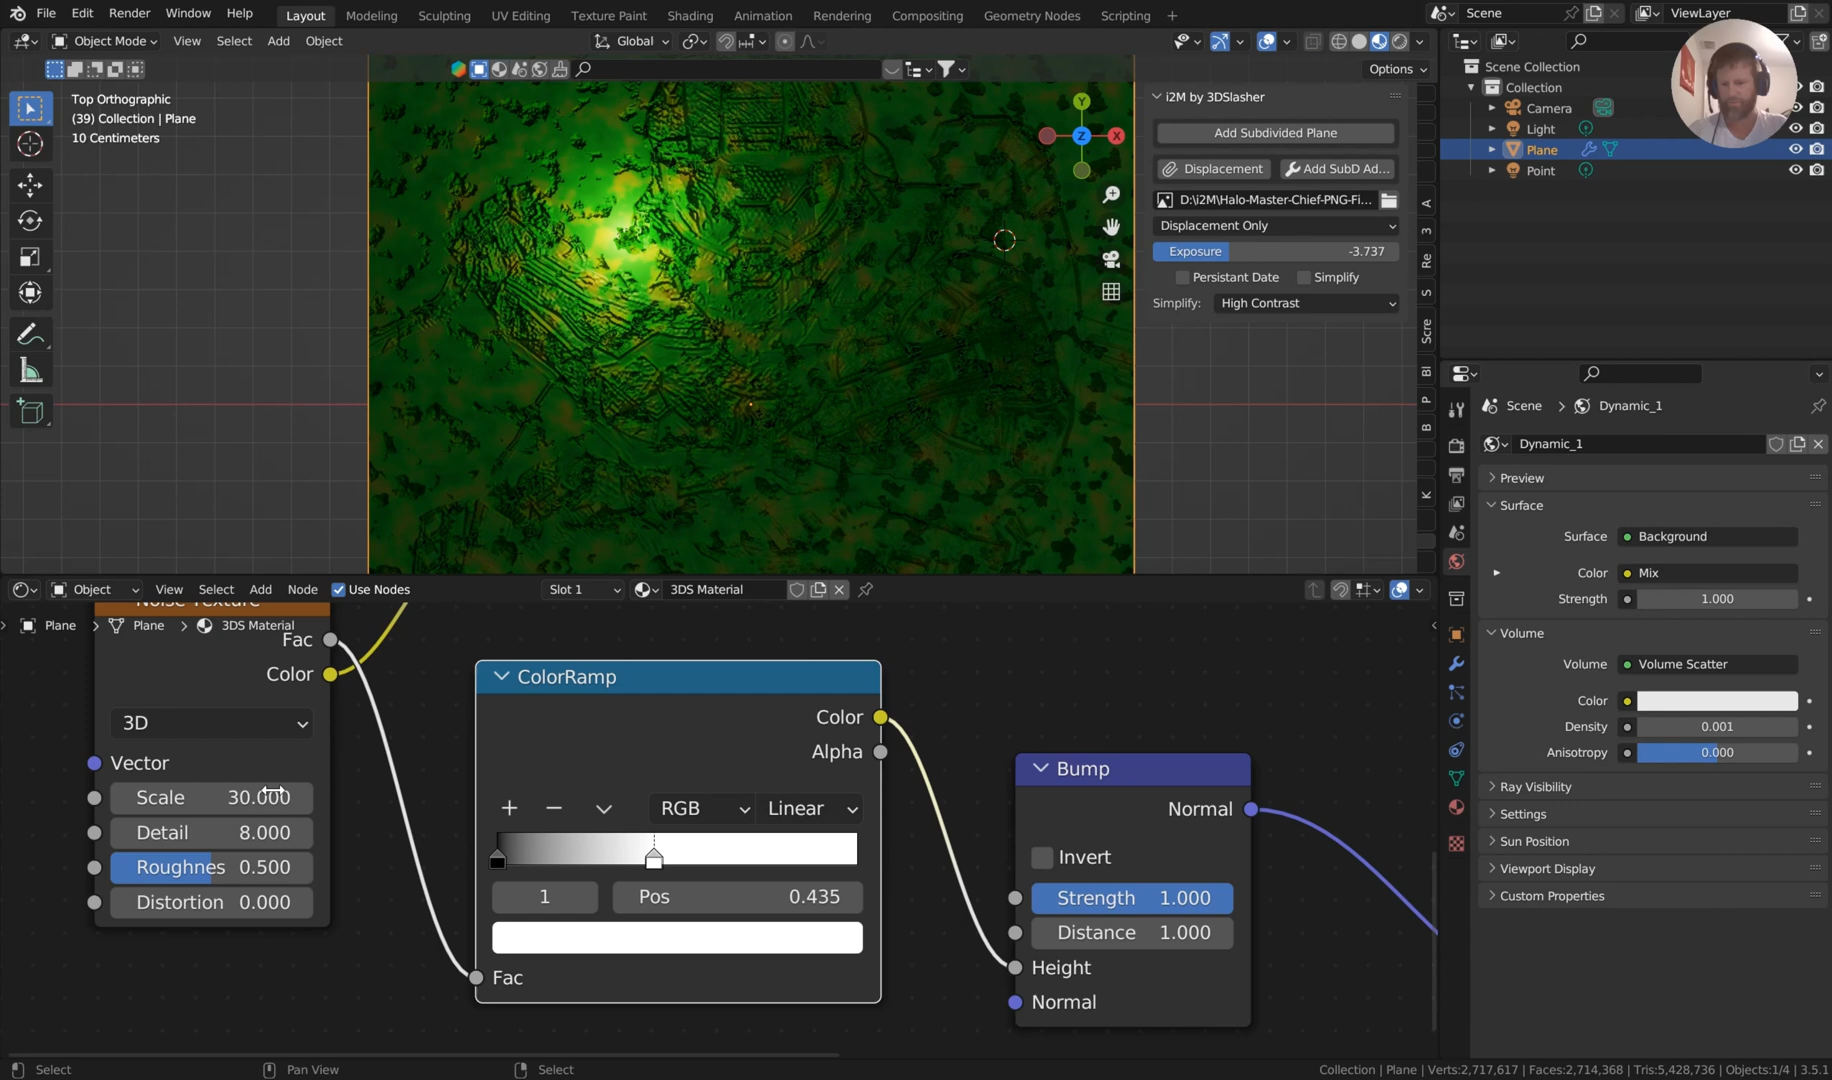 File Edit Render Window Help Layout Modeling Sculpting UV Editing Texture Paint Shading Animation Rendering Compositing Geometry Nodes Scripting + Scene ViewLayer
Object Mode View Select Add Object Global
Options
Top Orthographic
(39) Collection | Plane
10 Centimeters
Y
X
Z
i2M by 3DSlasher
Add Subdivided Plane
Displacement Add SubD Ad...
D:\i2M\Halo-Master-Chief-PNG-Fi...
Displacement Only
Exposure -3.737
Persistant Date Simplify
Simplify: High Contrast
A
3
Re
S
Scre
Bl
P
B
K
Scene Collection
Collection
Camera
Light
Plane
Point
Scene > Dynamic_1
Dynamic_1
Preview
Surface
Surface Background
Color Mix
Strength 1.000
Volume
Volume Volume Scatter
Color
Density 0.001
Anisotropy 0.000
Ray Visibility
Settings
Sun Position
Viewport Display
Custom Properties
Object View Select Add Node Use Nodes Slot 1 3DS Material
Noise Texture
Plane > Plane > 3DS Material
Fac
Color
3D
Vector
Scale 30.000
Detail 8.000
Roughnes 0.500
Distortion 0.000
ColorRamp
Color
Alpha
+ − RGB Linear
1 Pos 0.435
Fac
Bump
Normal
Invert
Strength 1.000
Distance 1.000
Height
Normal
Select Pan View Select Collection | Plane | Verts:2,717,617 | Faces:2,714,368 | Tris:5,428,736 | Objects:1/4 | 3.5.1